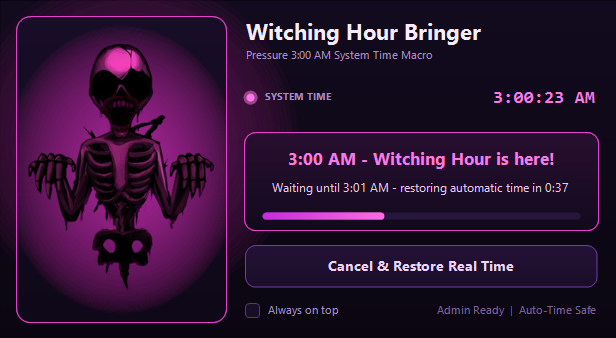 Witching Hour Bringer
Pressure 3:00 AM System Time Macro
SYSTEM TIME
3:00:23 AM
3:00 AM - Witching Hour is here!
Waiting until 3:01 AM - restoring automatic time in 0:37
Cancel & Restore Real Time
Always on top
Admin Ready | Auto-Time Safe